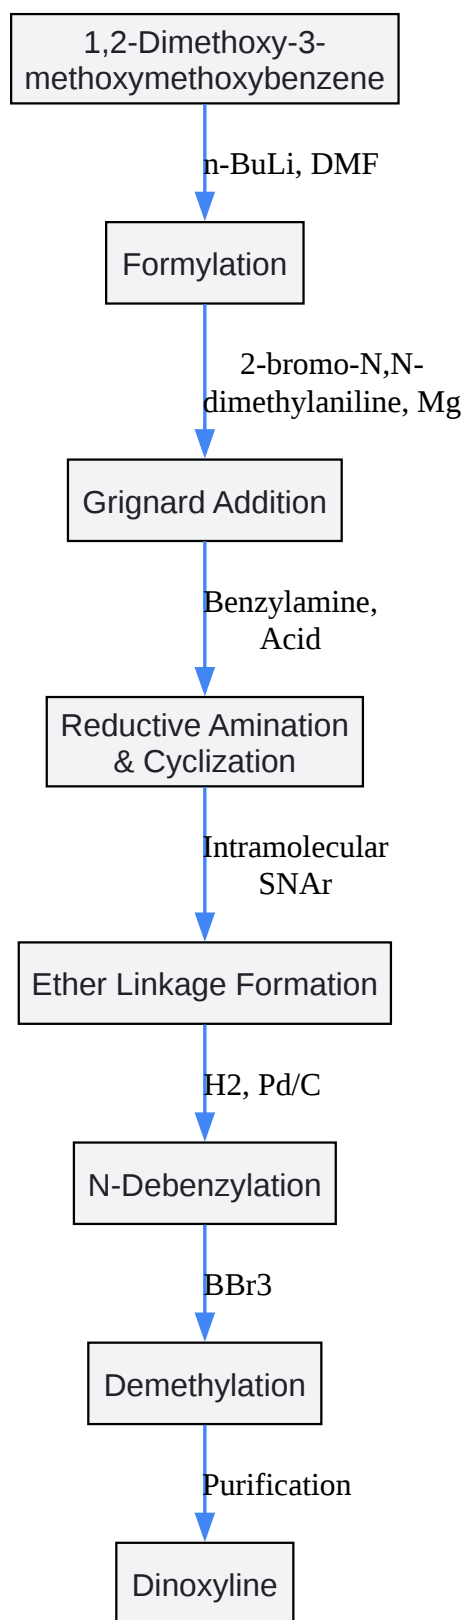 1,2-Dimethoxy-3-
methoxymethoxybenzene
n-BuLi, DMF
Formylation
2-bromo-N,N-
dimethylaniline, Mg
Grignard Addition
Benzylamine,
Acid
Reductive Amination
& Cyclization
Intramolecular
SNAr
Ether Linkage Formation
H2, Pd/C
N-Debenzylation
BBr3
Demethylation
Purification
Dinoxyline